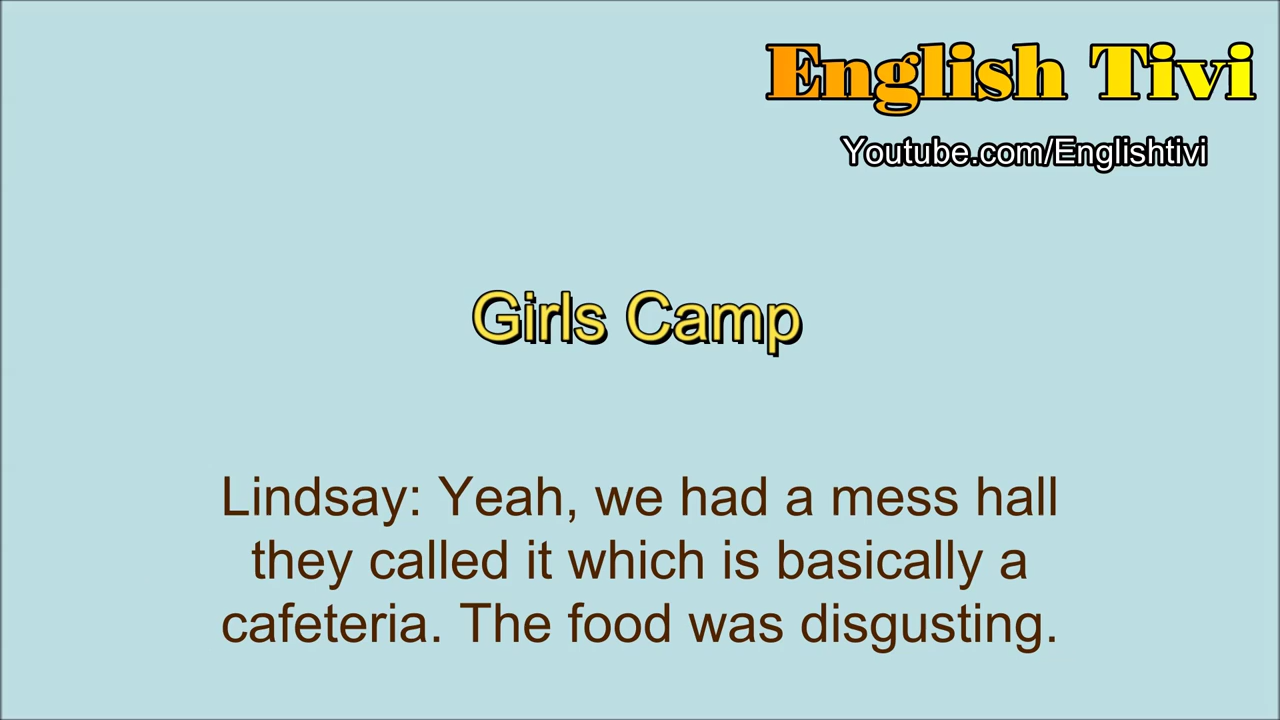 English Tivi
Youtube.com/Englishtivi
Girls Camp
Lindsay: Yeah, we had a mess hall
they called it which is basically a
cafeteria. The food was disgusting.